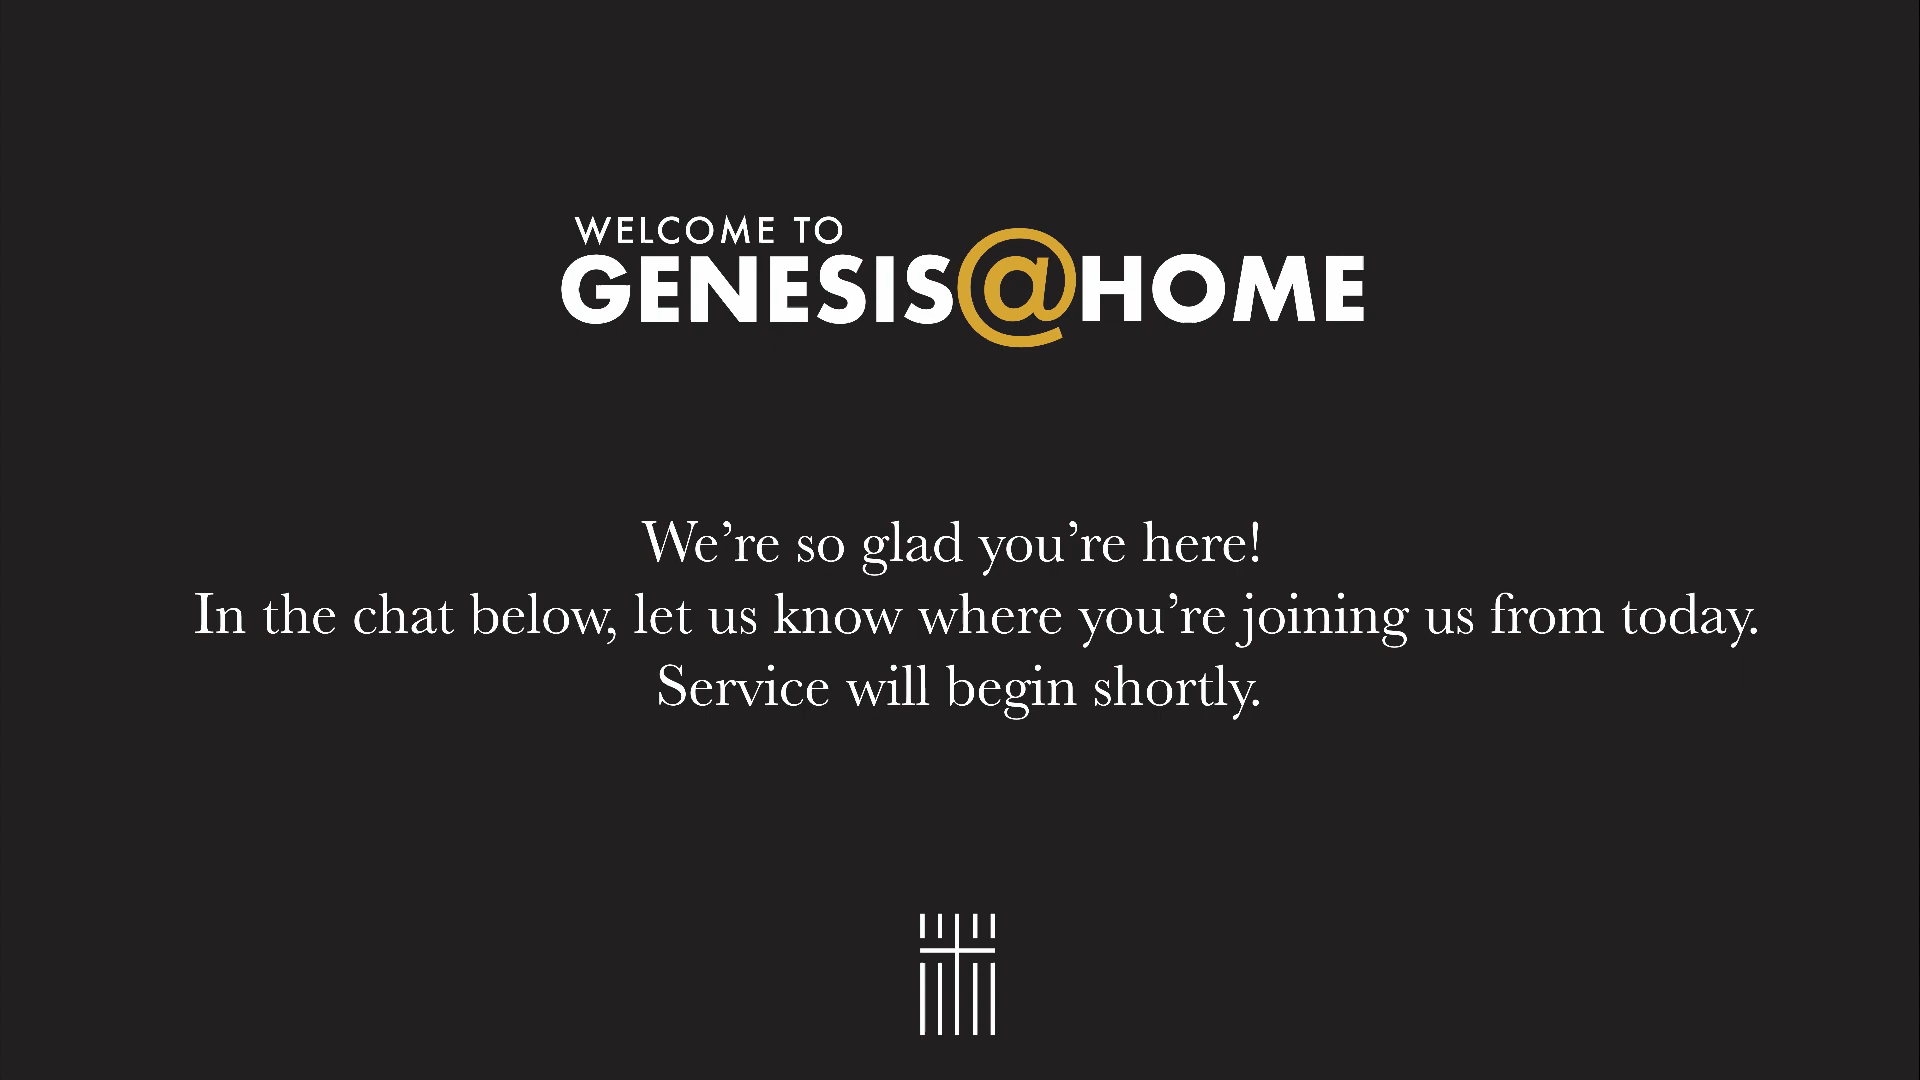 WELCOME TO
GENESIS@HOME
We’re so glad you’re here!
In the chat below, let us know where you’re joining us from today.
Service will begin shortly.